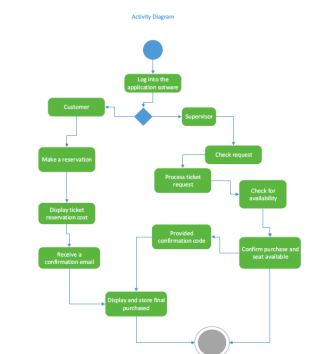 Activity Diagram
Log into the
application sotware
Customer
Supervisor
Make a reservation
Check request
Process ticket
request
Check for
availability
Display ticket
reservation cost
Provided
confirmation code
Receive a
confirmation email
Confirm purchase and
seat available
Display and store final
purchased